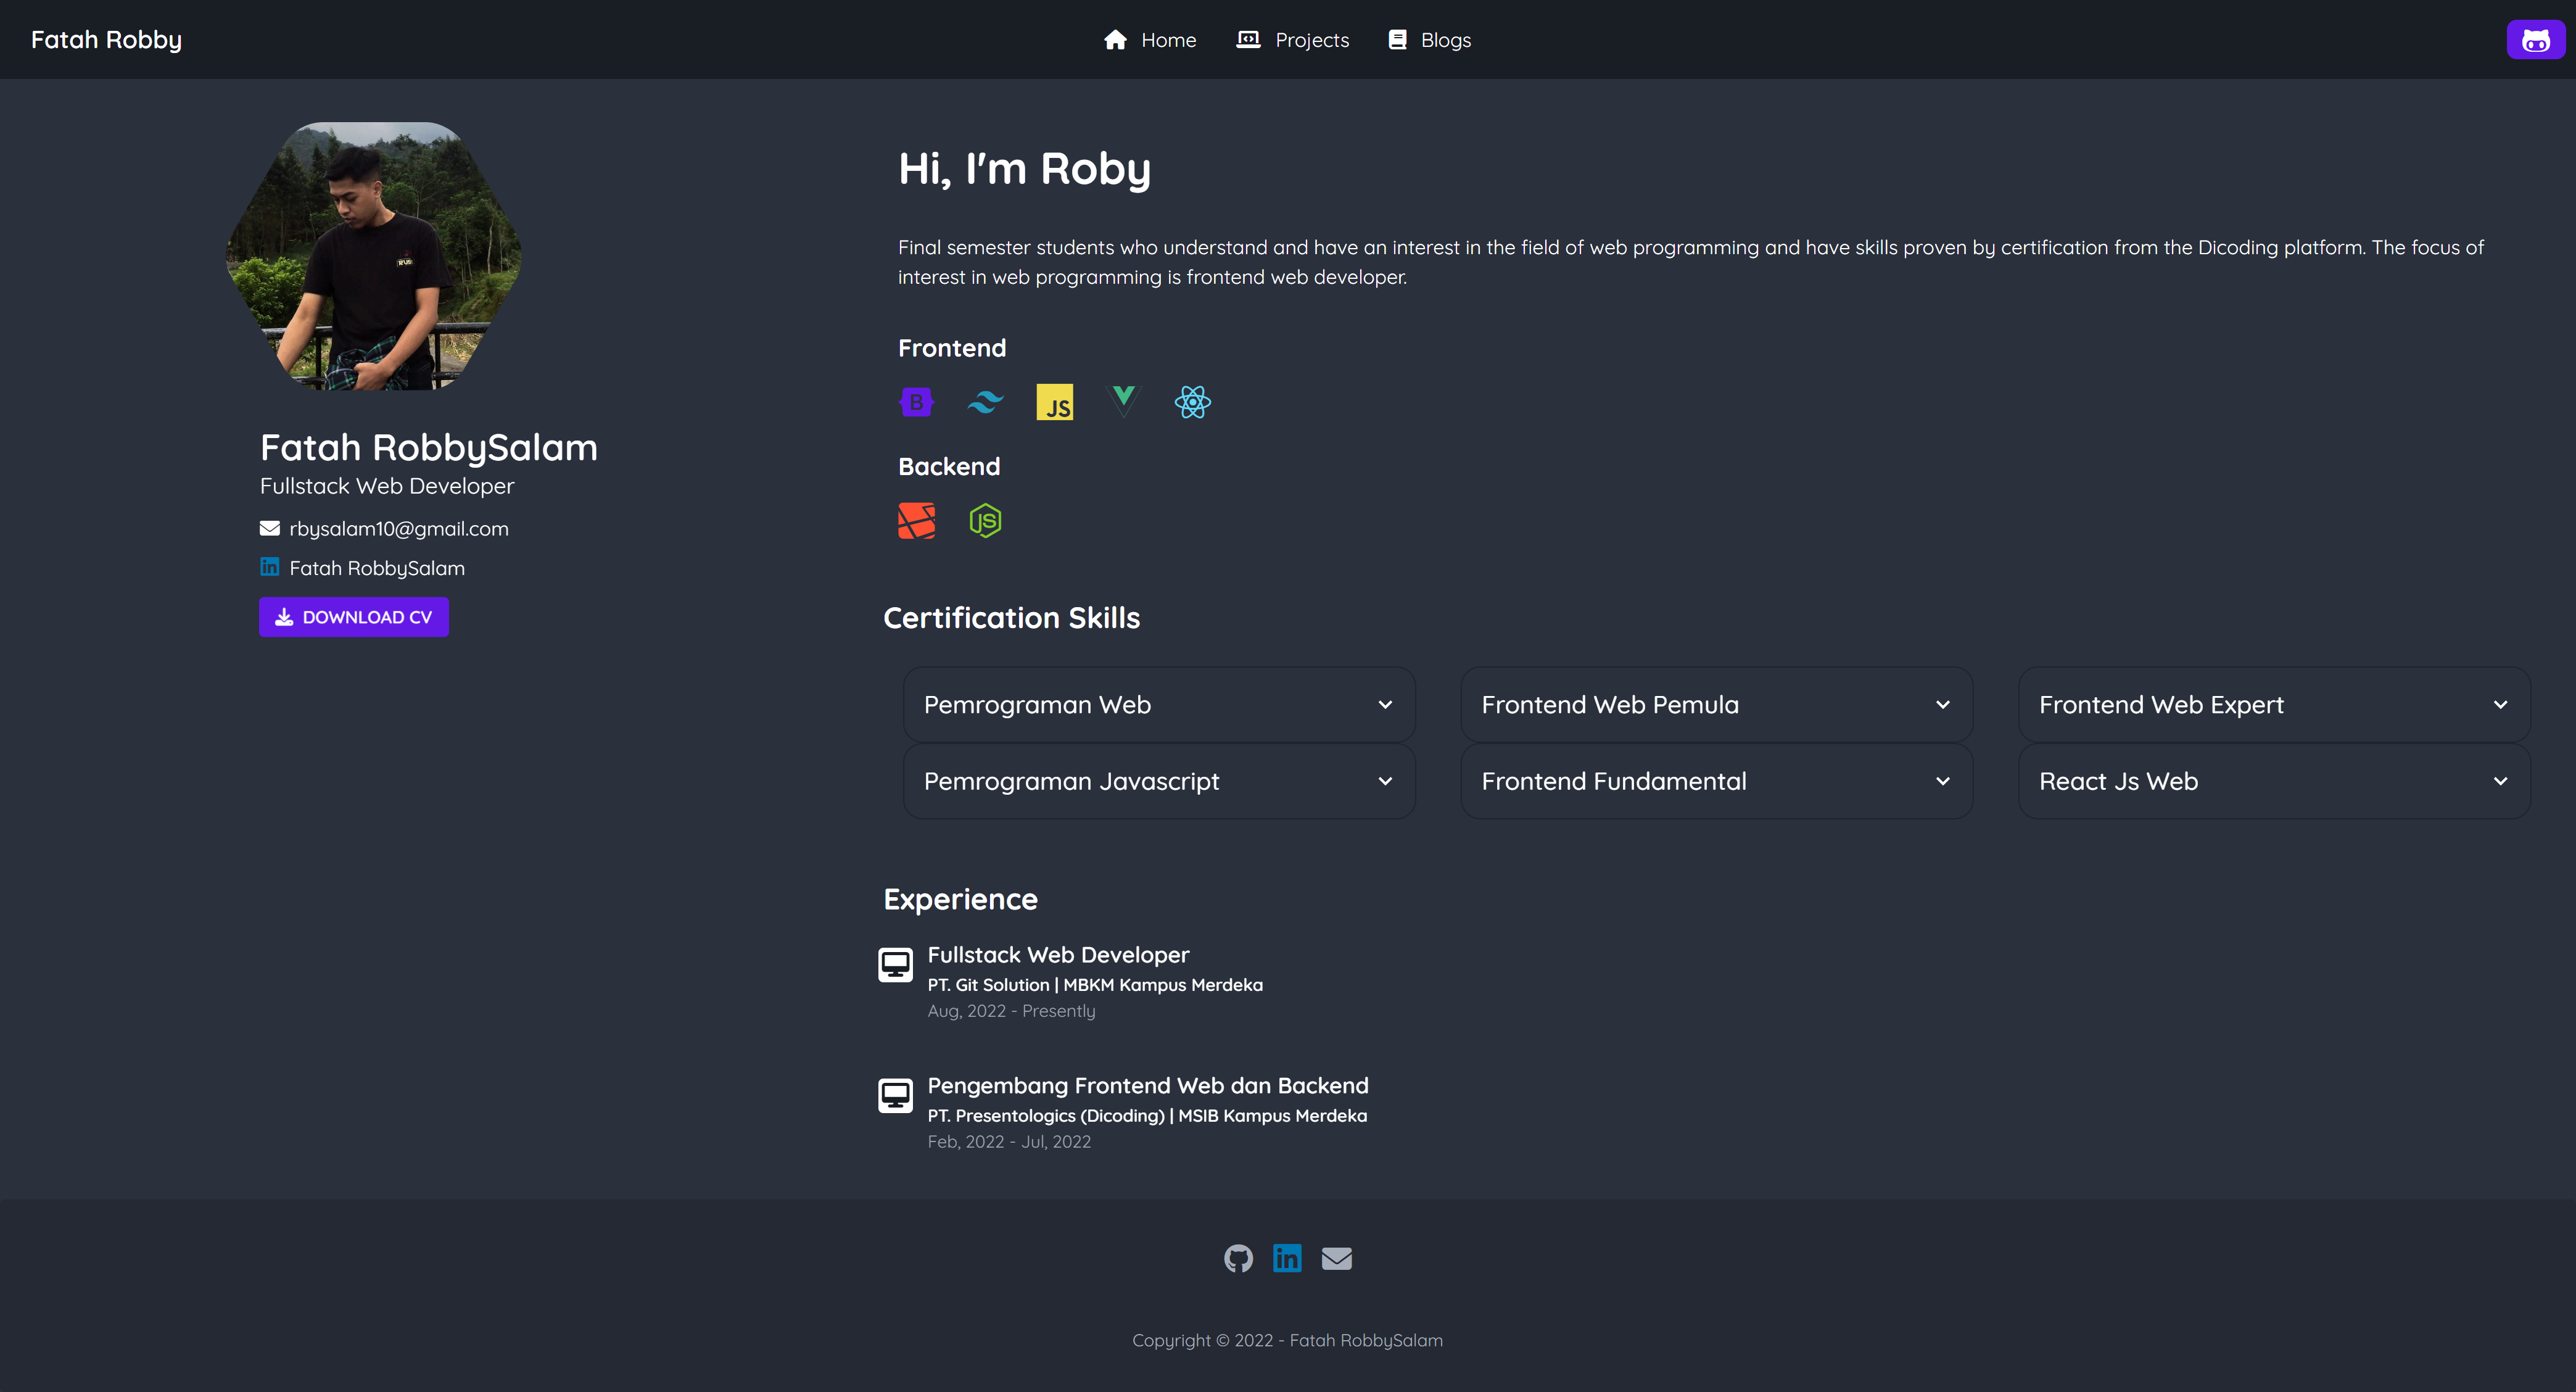 Fatah Robby
Home
Projects
Blogs
Fatah RobbySalam
Fullstack Web Developer
rbysalam10@gmail.com
in Fatah RobbySalam
DOWNLOAD CV
Hi, I'm Roby
Final semester students who understand and have an interest in the field of web programming and have skills proven by certification from the Dicoding platform. The focus of
interest in web programming is frontend web developer.
Frontend
B
JS
Backend
JS
Certification Skills
Pemrograman Web
Frontend Web Pemula
Frontend Web Expert
Pemrograman Javascript
Frontend Fundamental
React Js Web
Experience
Fullstack Web Developer
PT. Git Solution | MBKM Kampus Merdeka
Aug, 2022 - Presently
Pengembang Frontend Web dan Backend
PT. Presentologics (Dicoding) | MSIB Kampus Merdeka
Feb, 2022 - Jul, 2022
in
Copyright © 2022 - Fatah RobbySalam